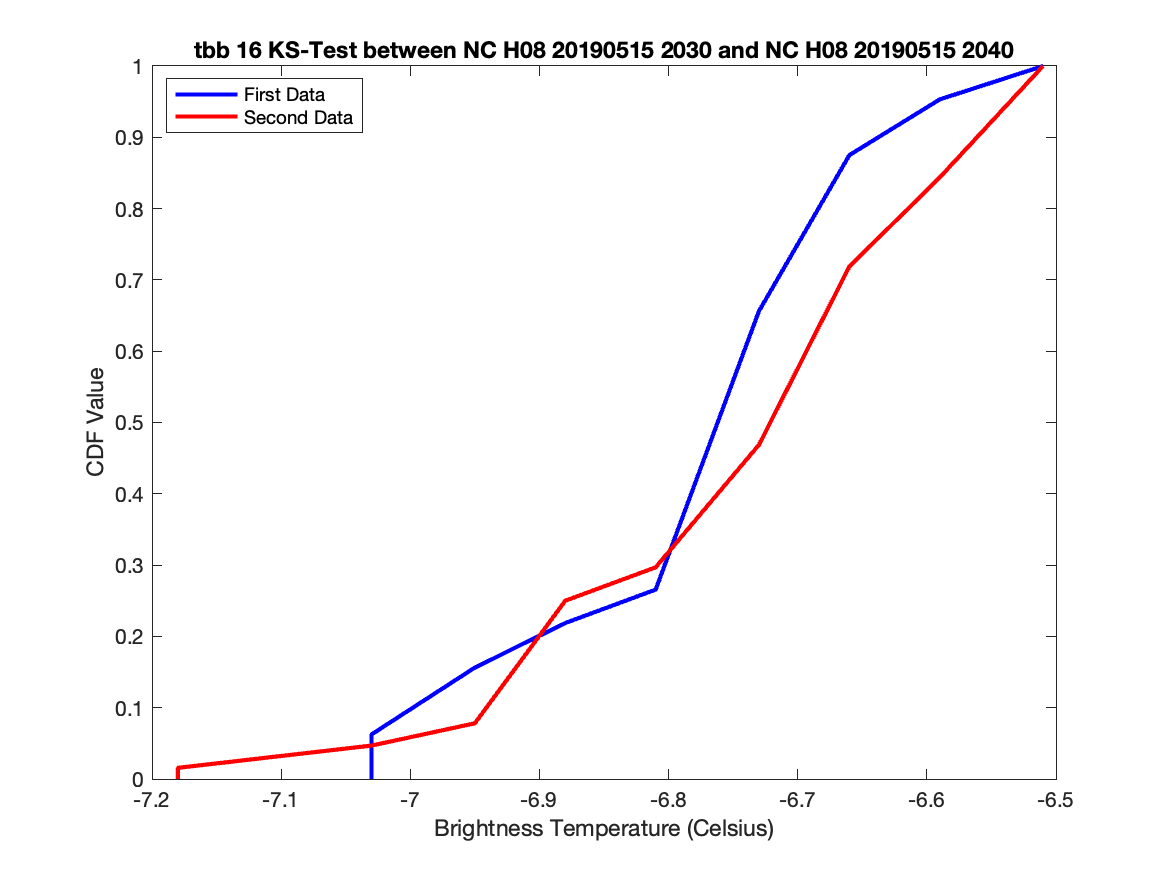 tbb 16 KS-Test between NC H08 20190515 2030 and NC H08 20190515 2040
First Data
Second Data
1
0.9
0.8
0.7
0.6
0.5
0.4
0.3
0.2
0.1
0
CDF Value
-7.2 -7.1 -7 -6.9 -6.8 -6.7 -6.6 -6.5
Brightness Temperature (Celsius)